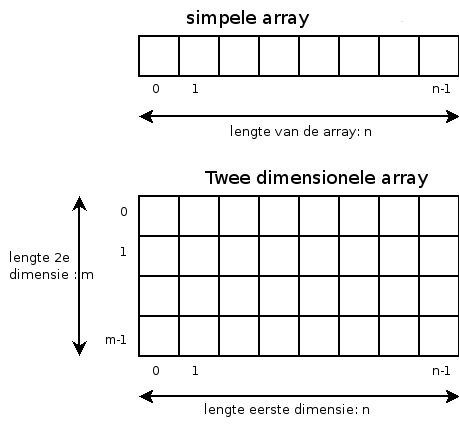 simpele array
0 1 n-1
lengte van de array: n
Twee dimensionele array
0
1
lengte 2e
dimensie : m
m-1
0 1 n-1
lengte eerste dimensie: n